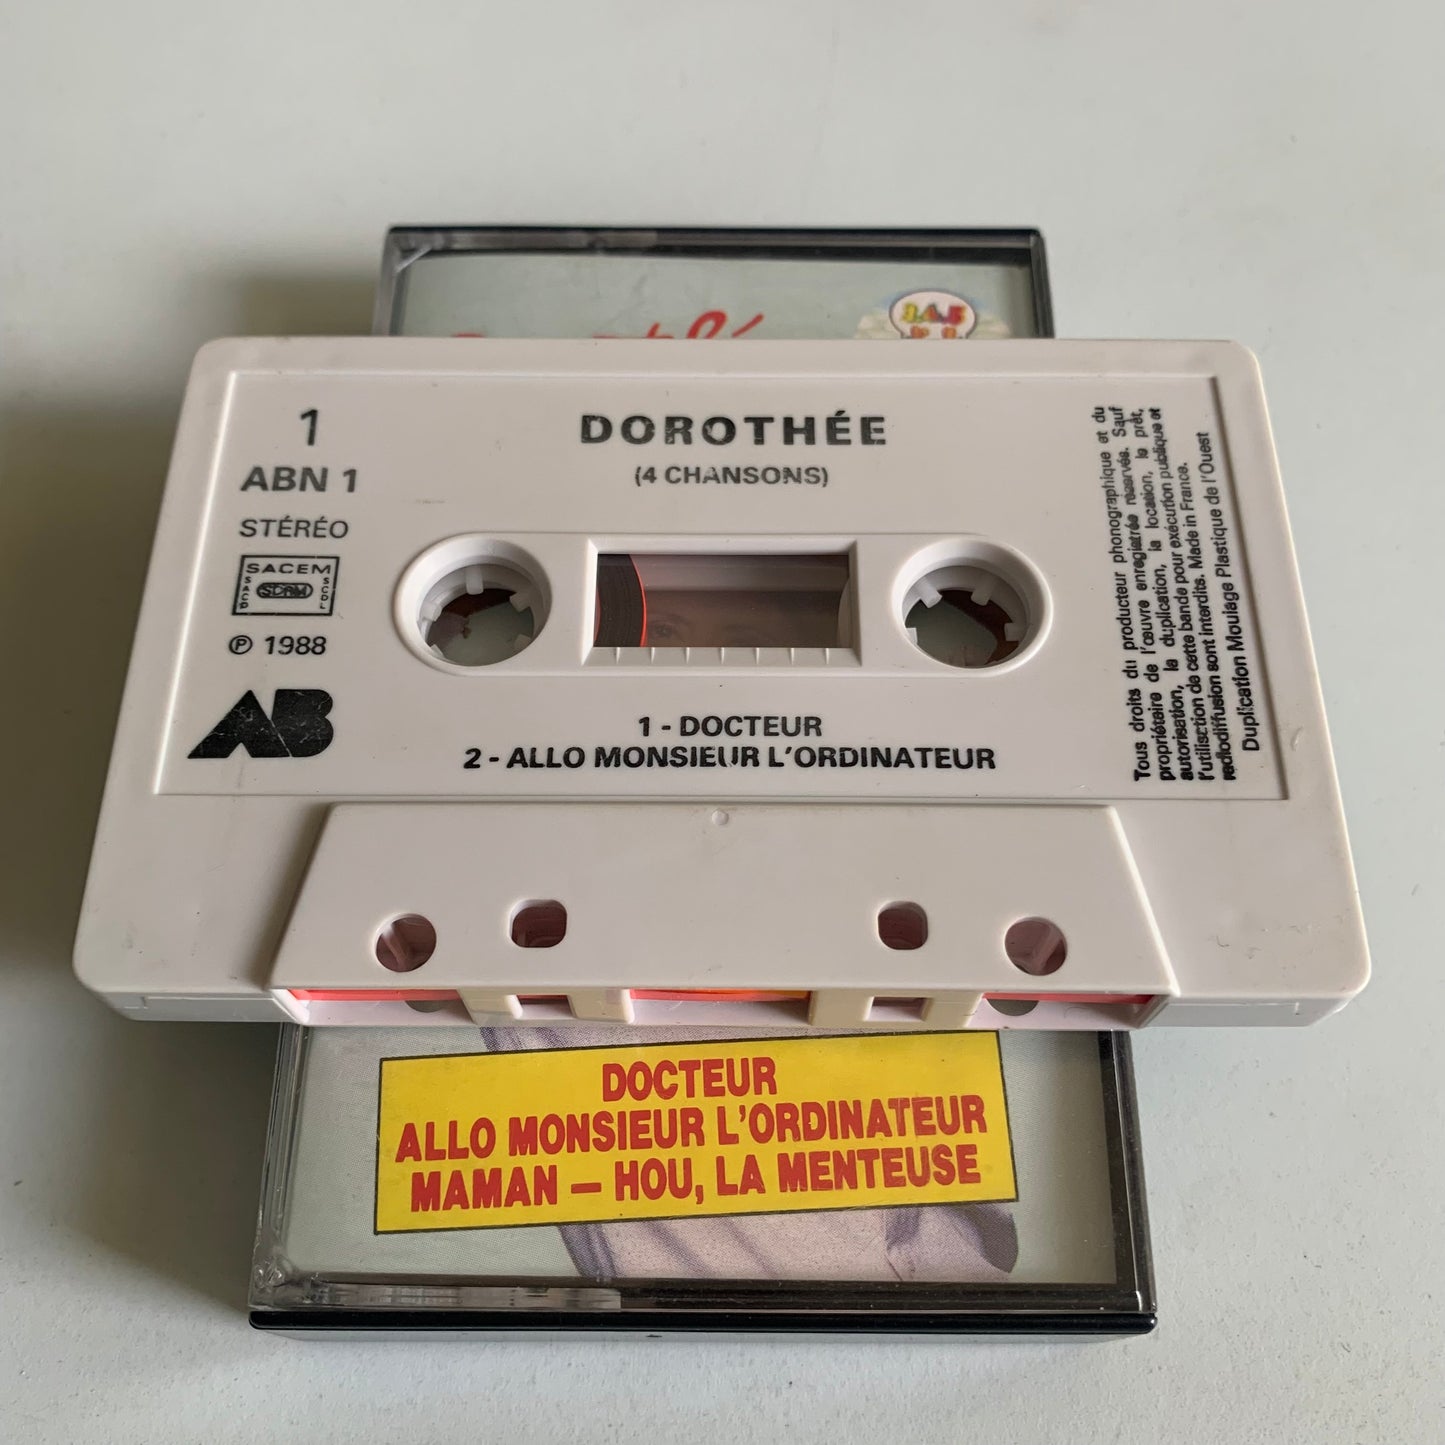 1
ABN 1
STÉRÉO
SACEM
SACD
SDRM
SCDL
℗ 1988
AB
DOROTHÉE
(4 CHANSONS)
1 - DOCTEUR
2 - ALLO MONSIEUR L'ORDINATEUR
Tous droits du producteur phonographique et du
propriétaire de l'œuvre enregistrée réservés. Sauf
autorisation, la duplication, la location, le prêt,
l'utilisation de cette bande pour exécution publique et
radiodiffusion sont interdits. Made in France.
Duplication Moulage Plastique de l'Ouest
DOCTEUR
ALLO MONSIEUR L'ORDINATEUR
MAMAN – HOU, LA MENTEUSE